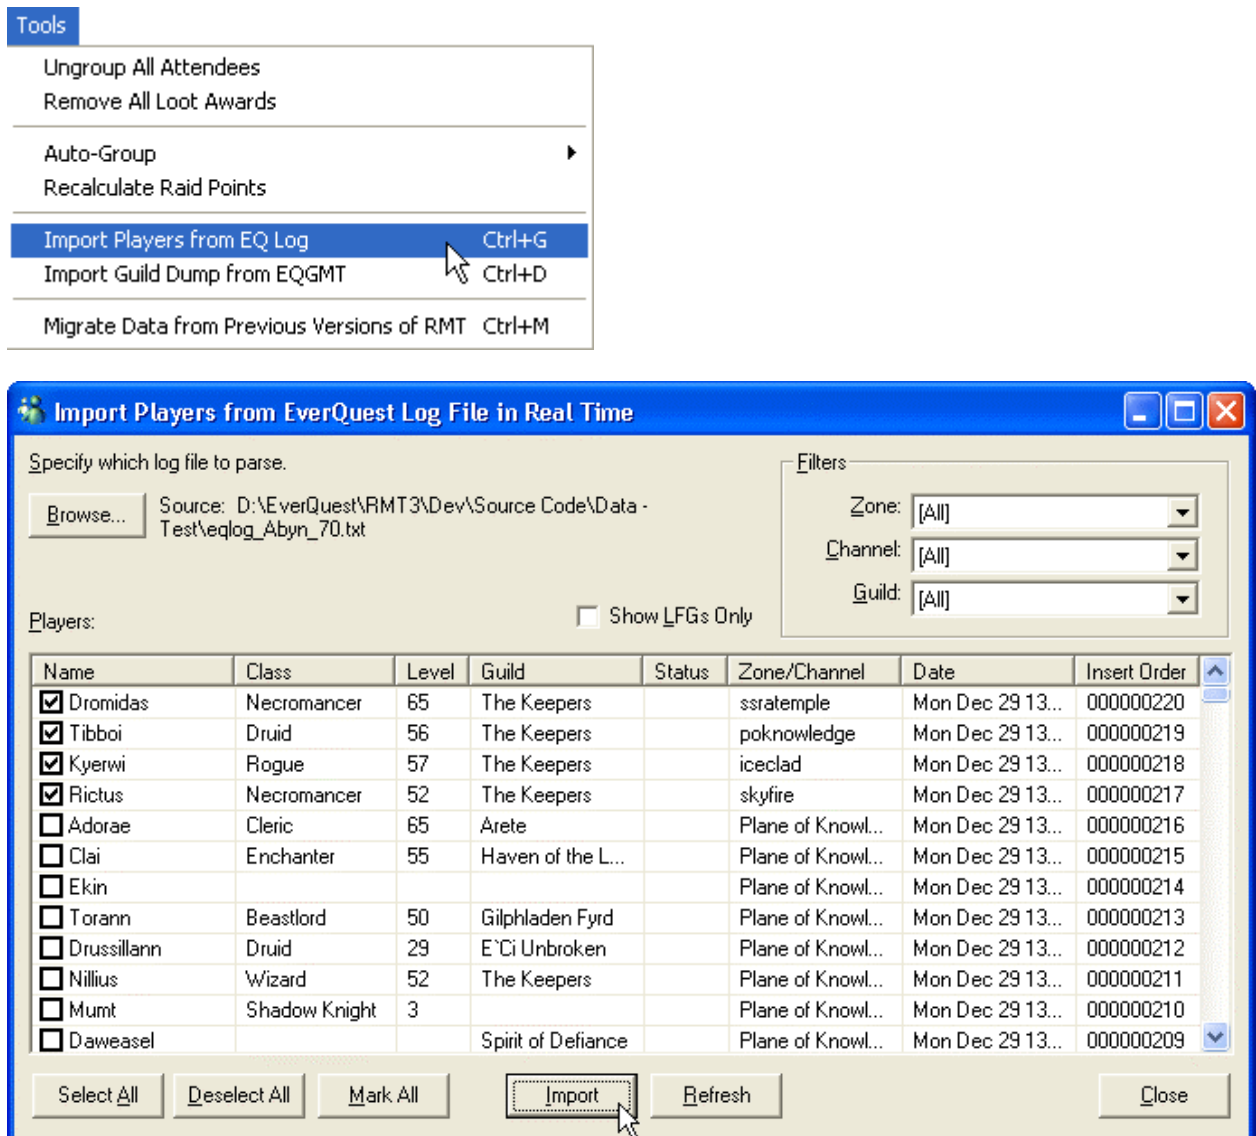 Tools
Ungroup All Attendees
Remove All Loot Awards
Auto-Group
Recalculate Raid Points
Import Players from EQ Log Ctrl+G
Import Guild Dump from EQGMT Ctrl+D
Migrate Data from Previous Versions of RMT Ctrl+M
Import Players from EverQuest Log File in Real Time
Specify which log file to parse.
Browse...
Source: D:\EverQuest\RMT3\Dev\Source Code\Data -
Test\eqlog_Abyn_70.txt
Filters
Zone: [All]
Channel: [All]
Guild: [All]
Players:
Show LFGs Only
Name Class Level Guild Status Zone/Channel Date Insert Order
Dromidas Necromancer 65 The Keepers ssratemple Mon Dec 29 13... 000000220
Tibboi Druid 56 The Keepers poknowledge Mon Dec 29 13... 000000219
Kyerwi Rogue 57 The Keepers iceclad Mon Dec 29 13... 000000218
Rictus Necromancer 52 The Keepers skyfire Mon Dec 29 13... 000000217
Adorae Cleric 65 Arete Plane of Knowl... Mon Dec 29 13... 000000216
Clai Enchanter 55 Haven of the L... Plane of Knowl... Mon Dec 29 13... 000000215
Ekin Plane of Knowl... Mon Dec 29 13... 000000214
Torann Beastlord 50 Gilphladen Fyrd Plane of Knowl... Mon Dec 29 13... 000000213
Drussillann Druid 29 E`Ci Unbroken Plane of Knowl... Mon Dec 29 13... 000000212
Nillius Wizard 52 The Keepers Plane of Knowl... Mon Dec 29 13... 000000211
Mumt Shadow Knight 3 Plane of Knowl... Mon Dec 29 13... 000000210
Daweasel Spirit of Defiance Plane of Knowl... Mon Dec 29 13... 000000209
Select All Deselect All Mark All Import Refresh Close